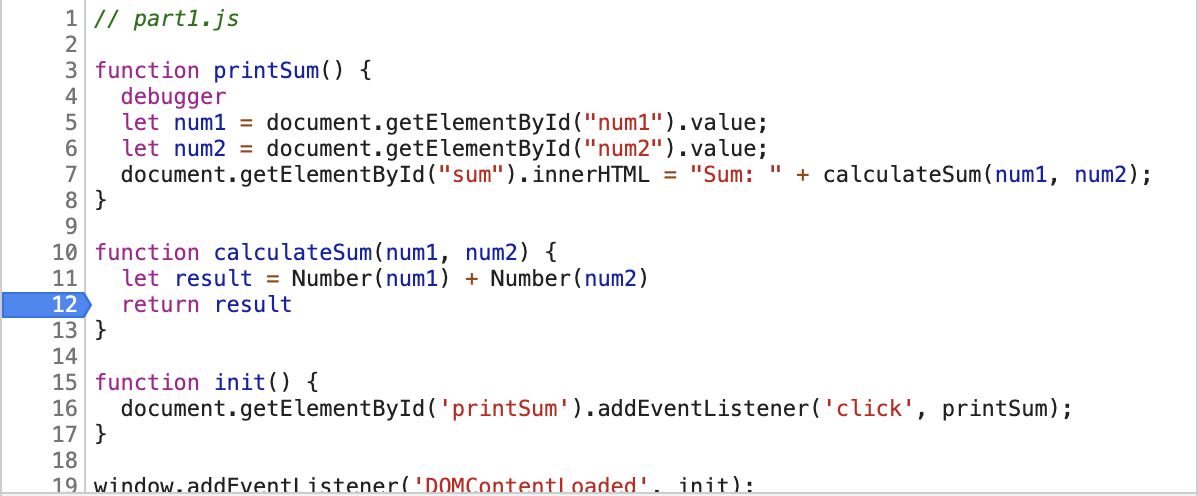 1 // part1.js
2
3 function printSum() {
4   debugger
5   let num1 = document.getElementById("num1").value;
6   let num2 = document.getElementById("num2").value;
7   document.getElementById("sum").innerHTML = "Sum: " + calculateSum(num1, num2);
8 }
9
10 function calculateSum(num1, num2) {
11   let result = Number(num1) + Number(num2)
12   return result
13 }
14
15 function init() {
16   document.getElementById('printSum').addEventListener('click', printSum);
17 }
18
19 window.addEventListener('DOMContentLoaded', init);